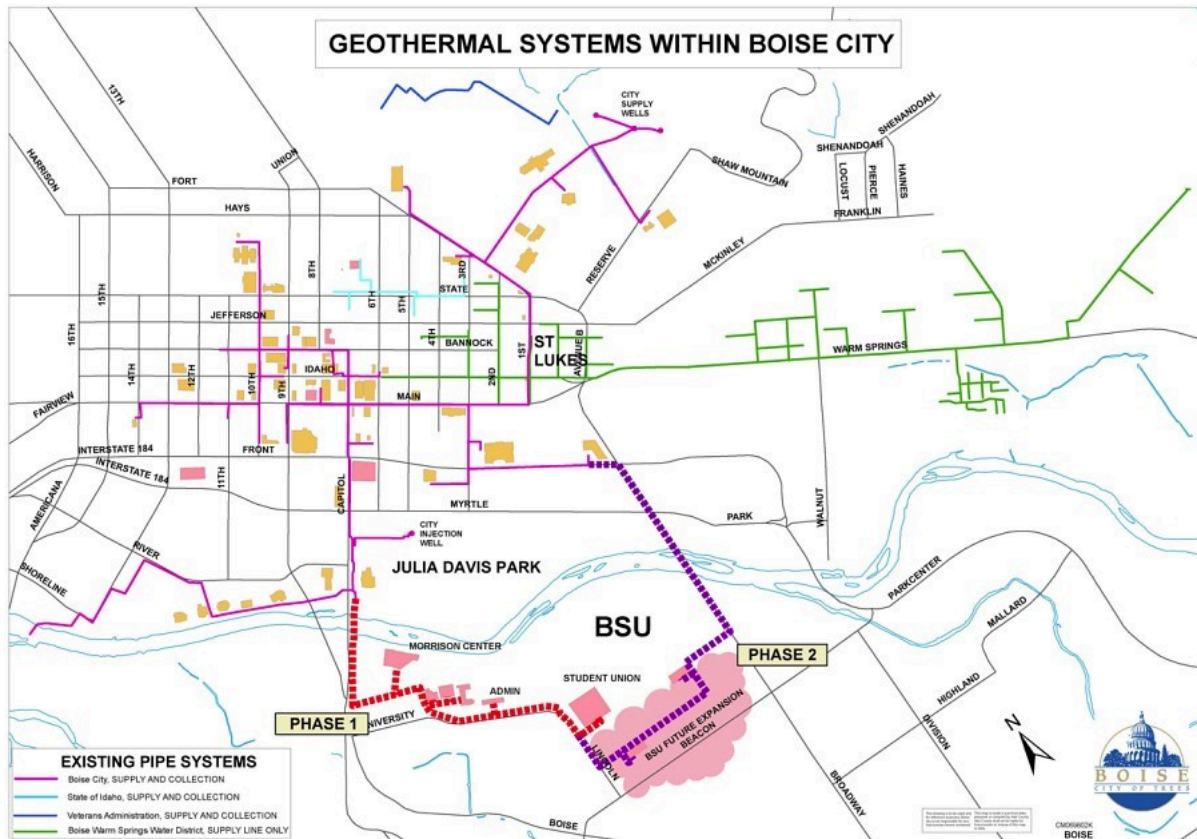 GEOTHERMAL SYSTEMS WITHIN BOISE CITY
13TH
HARRISON
UNION
FORT
HAYS
CITY
SUPPLY
WELLS
SHAW MOUNTAIN
SHENANDOAH
SHENANDOAH
LOCUST
PIERCE
HAINES
FRANKLIN
RESERVE
MCKINLEY
8TH
3RD
STATE
6TH
5TH
15TH
JEFFERSON
16TH
4TH
BANNOCK
1ST
ST
LUKES
AVENUE B
WARM SPRINGS
14TH
12TH
10TH
9TH
IDAHO
2ND
MAIN
FAIRVIEW
INTERSTATE 184
FRONT
INTERSTATE 184
11TH
AMERICANA
CAPITOL
MYRTLE
PARK
WALNUT
CITY
INJECTION
WELL
RIVER
SHORELINE
JULIA DAVIS PARK
PARKCENTER
MALLARD
BSU
MORRISON CENTER
PHASE 2
STUDENT UNION
ADMIN
HIGHLAND
PHASE 1
NIVERSITY
BSU FUTURE EXPANSION
BEACON
LINCOLN
DIVISION
BROADWAY
BOISE
N
EXISTING PIPE SYSTEMS
Boise City, SUPPLY AND COLLECTION
State of Idaho, SUPPLY AND COLLECTION
Veterans Administration, SUPPLY AND COLLECTION
Boise Warm Springs Water District, SUPPLY LINE ONLY
BOISE
CITY OF TREES
BOISE